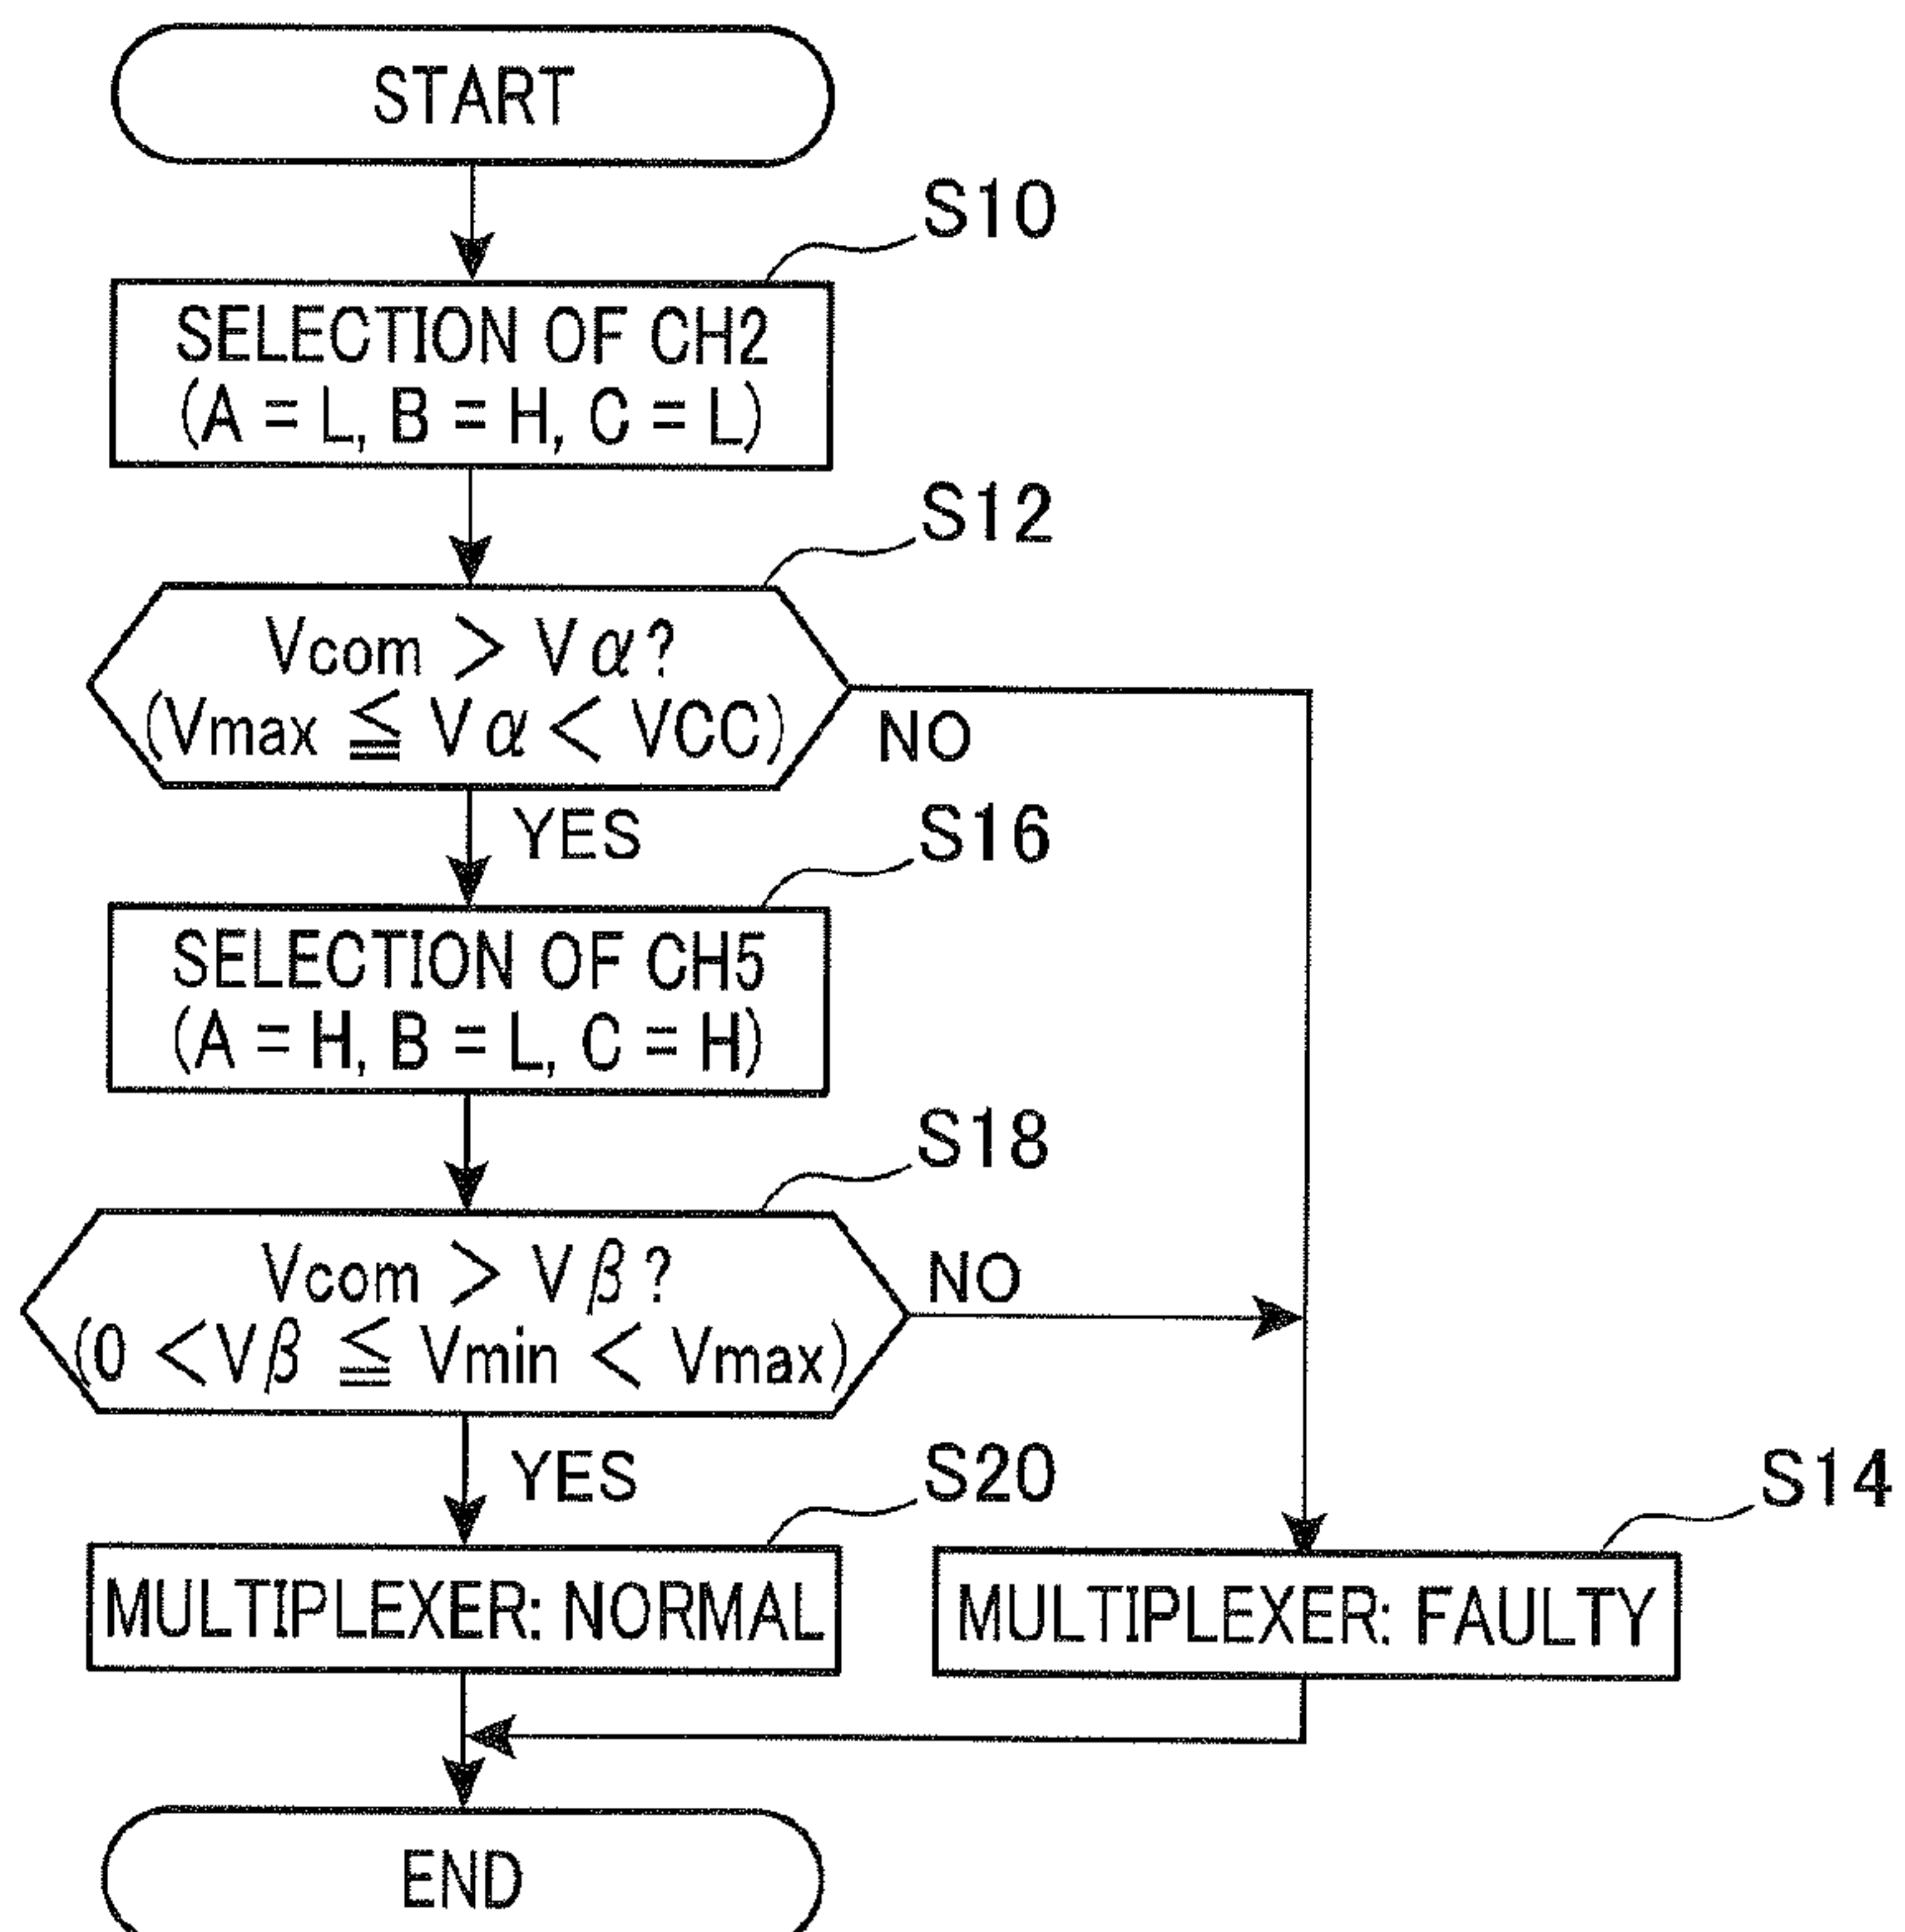 START
S10
SELECTION OF CH2
(A = L, B = H, C = L)
S12
Vcom > Vα?
(Vmax ≦ Vα < VCC)
NO
YES
S16
SELECTION OF CH5
(A = H, B = L, C = H)
S18
Vcom > Vβ?
(0 < Vβ ≦ Vmin < Vmax)
NO
YES
S20
S14
MULTIPLEXER: NORMAL
MULTIPLEXER: FAULTY
END